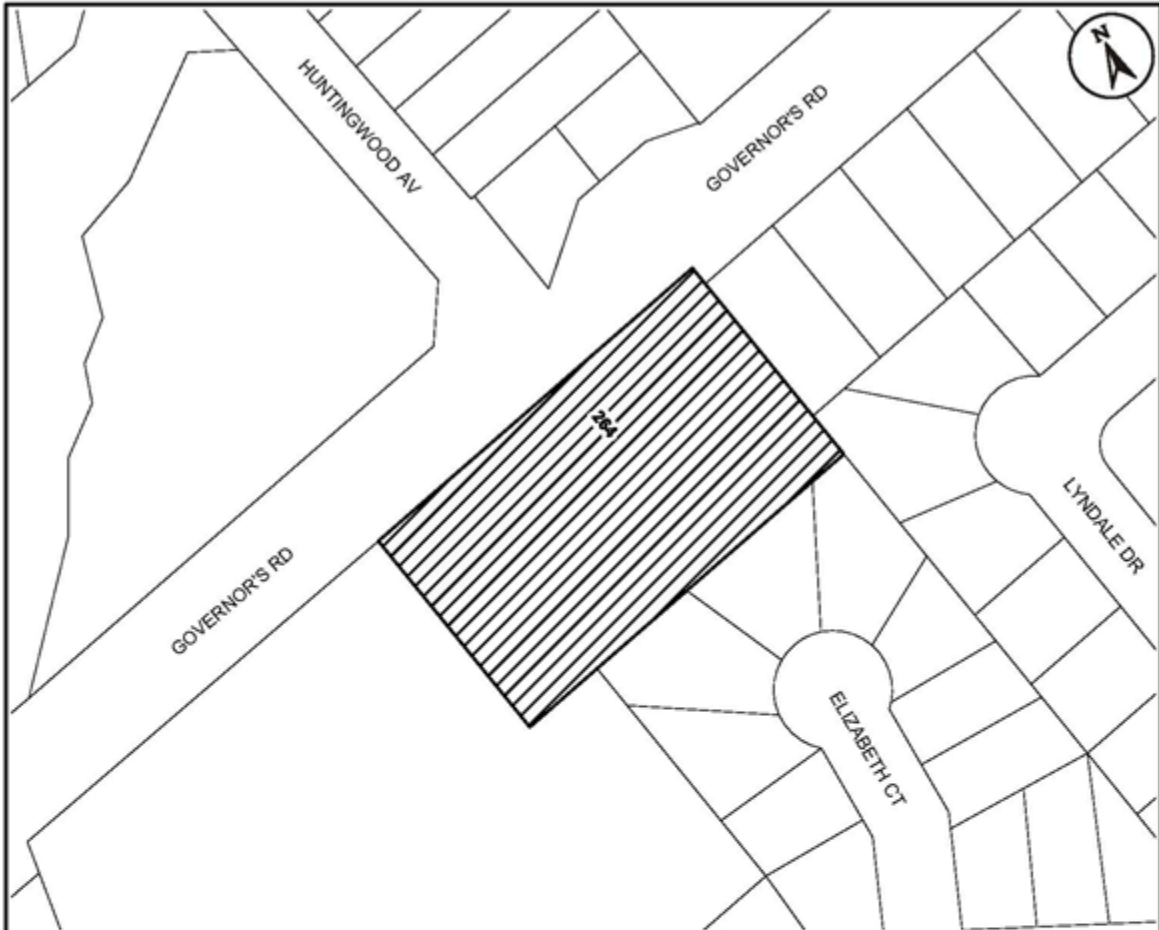 N
HUNTINGWOOD AV
GOVERNOR'S RD
264
LYNDALE DR
GOVERNOR'S RD
ELIZABETH CT